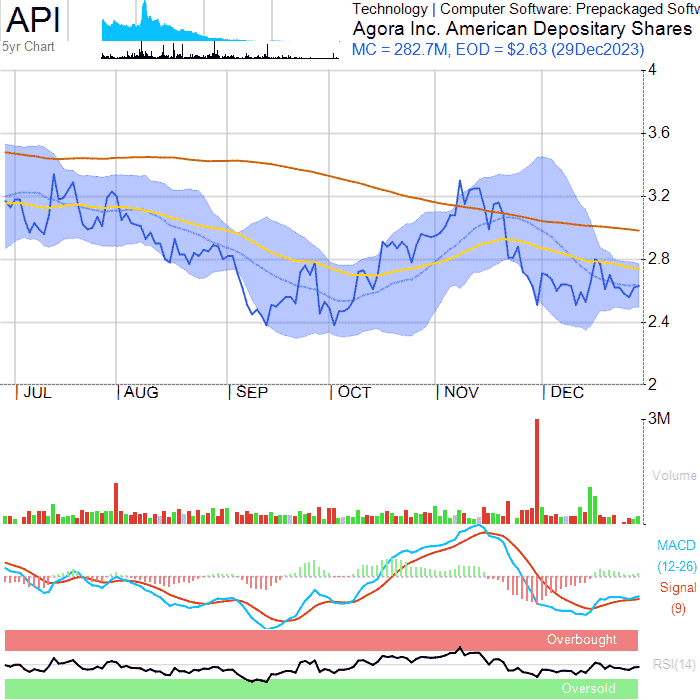 API
5yr Chart
Technology | Computer Software: Prepackaged Softw
Agora Inc. American Depositary Shares
MC = 282.7M, EOD = $2.63 (29Dec2023)
4
3.6
3.2
2.8
2.4
2
JUL AUG SEP OCT NOV DEC
3M
Volume
MACD
(12-26)
Signal
(9)
Overbought
RSI(14)
Oversold